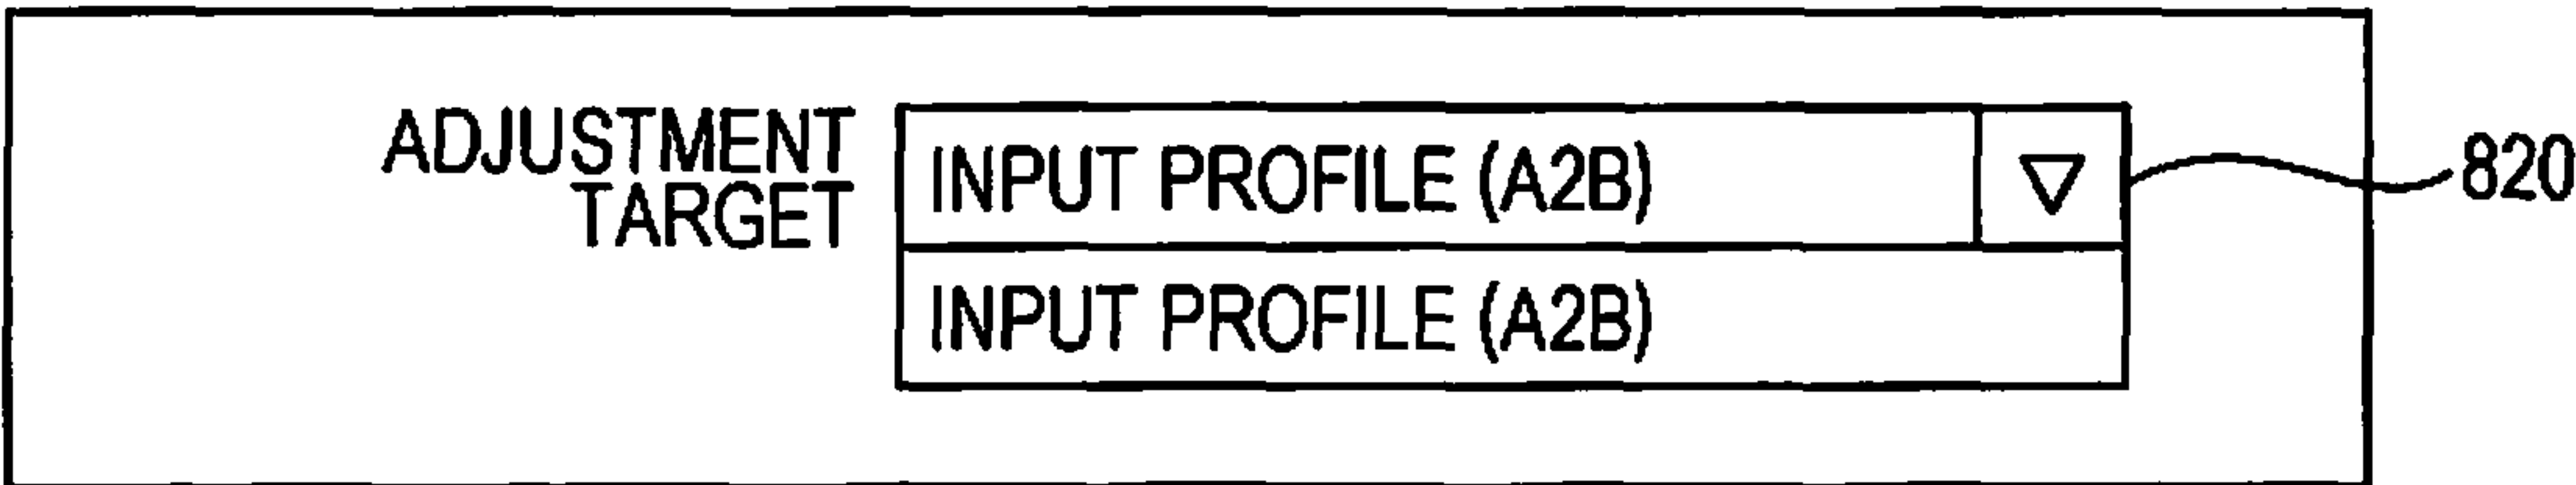 ADJUSTMENT
TARGET
INPUT PROFILE (A2B)
INPUT PROFILE (A2B)
820